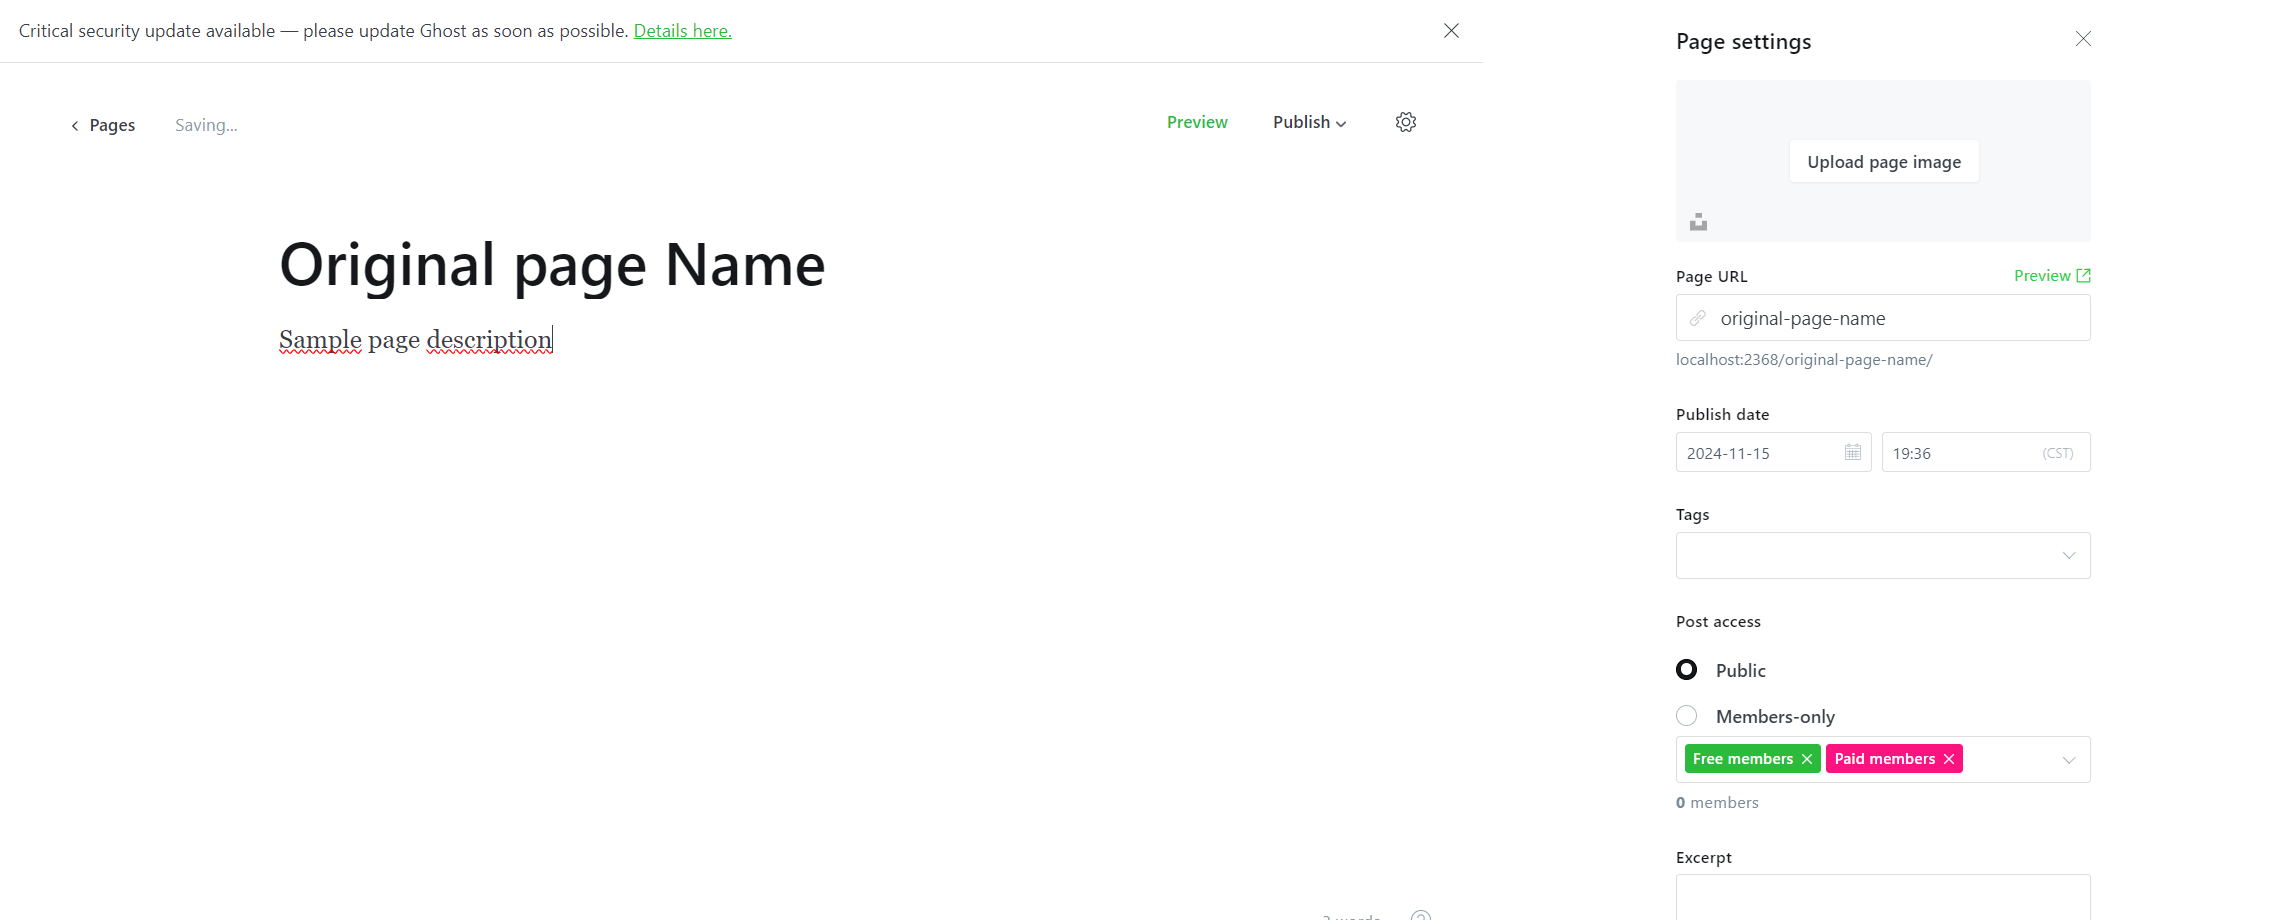 Critical security update available — please update Ghost as soon as possible. Details here.
Pages
Saving...
Preview
Publish
Original page Name
Sample page description
Page settings
Upload page image
Page URL
Preview
original-page-name
localhost:2368/original-page-name/
Publish date
2024-11-15
19:36
(CST)
Tags
Post access
Public
Members-only
Free members
Paid members
0 members
Excerpt